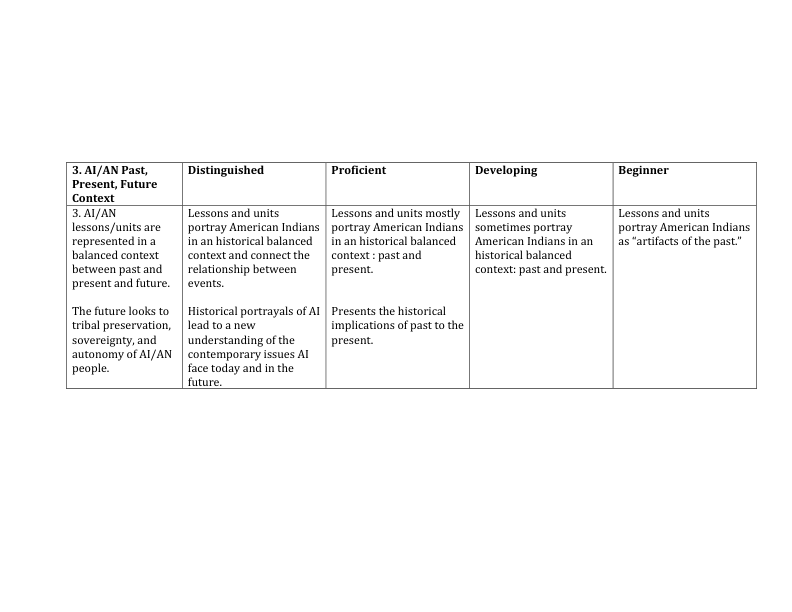 3. AI/AN Past,
Present, Future
Context
Distinguished
Proficient
Developing
Beginner
3. AI/AN
lessons/units are
represented in a
balanced context
between past and
present and future.
The future looks to
tribal preservation,
sovereignty, and
autonomy of AI/AN
people.
Lessons and units
portray American Indians
in an historical balanced
context and connect the
relationship between
events.
Historical portrayals of AI
lead to a new
understanding of the
contemporary issues AI
face today and in the
future.
Lessons and units mostly
portray American Indians
in an historical balanced
context : past and
present.
Presents the historical
implications of past to the
present.
Lessons and units
sometimes portray
American Indians in an
historical balanced
context: past and present.
Lessons and units
portray American Indians
as “artifacts of the past.”